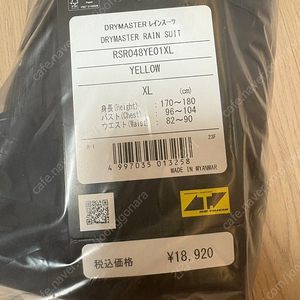 DRYMASTER レインスーツ
DRYMASTER RAIN SUIT
RSR048YE01XL
YELLOW
XL
身長(height) : 170～180
バスト(Chest) : 96～104
ウエスト(Waist) : 82～90
A-1
23F
4 997035 013258
MADE IN MYANMAR
税込価格 ¥18,920